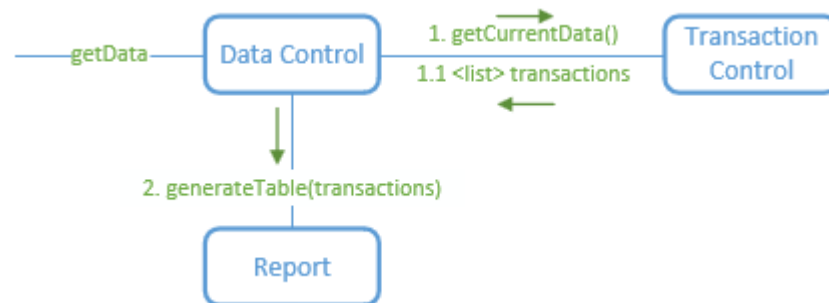 getData
Data Control
1. getCurrentData()
1.1 <list> transactions
Transaction
Control
2. generateTable(transactions)
Report